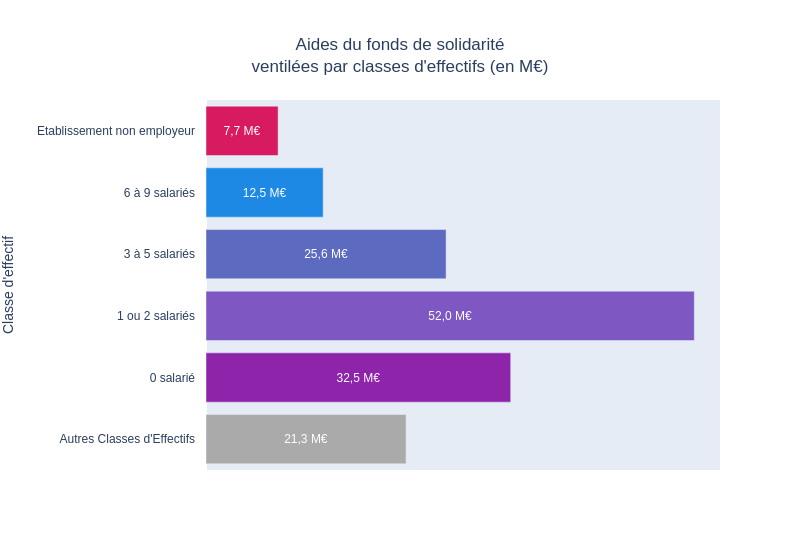 Aides du fonds de solidarité
ventilées par classes d'effectifs (en M€)
Classe d'effectif
Etablissement non employeur
7,7 M€
6 à 9 salariés
12,5 M€
3 à 5 salariés
25,6 M€
1 ou 2 salariés
52,0 M€
0 salarié
32,5 M€
Autres Classes d'Effectifs
21,3 M€